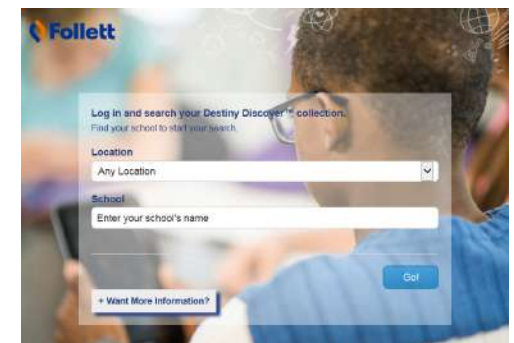 Follett
Log in and search your Destiny Discover™ collection.
Find your school to start your search.
Location
Any Location
School
Enter your school's name
Go!
+ Want More Information?